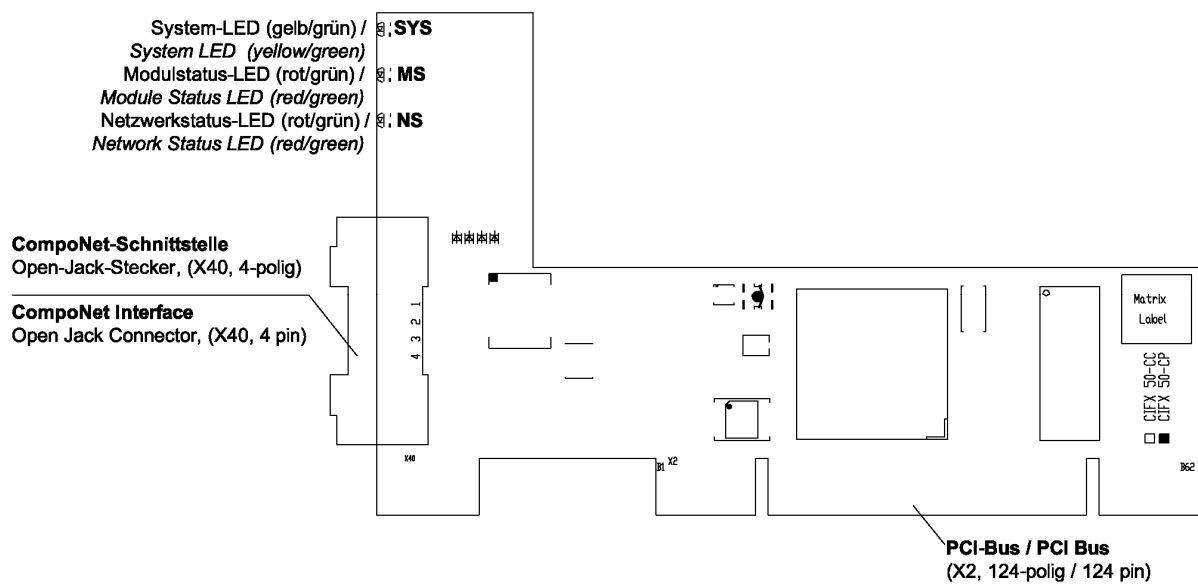 System-LED (gelb/grün) / SYS
System LED (yellow/green)
Modulstatus-LED (rot/grün) / MS
Module Status LED (red/green)
Netzwerkstatus-LED (rot/grün) / NS
Network Status LED (red/green)
CompoNet-Schnittstelle
Open-Jack-Stecker, (X40, 4-polig)
CompoNet Interface
Open Jack Connector, (X40, 4 pin)
1
2
3
4
Matrix
Label
CIFX 50-CC
CIFX 50-CP
X40
B1
X2
B62
PCI-Bus / PCI Bus
(X2, 124-polig / 124 pin)